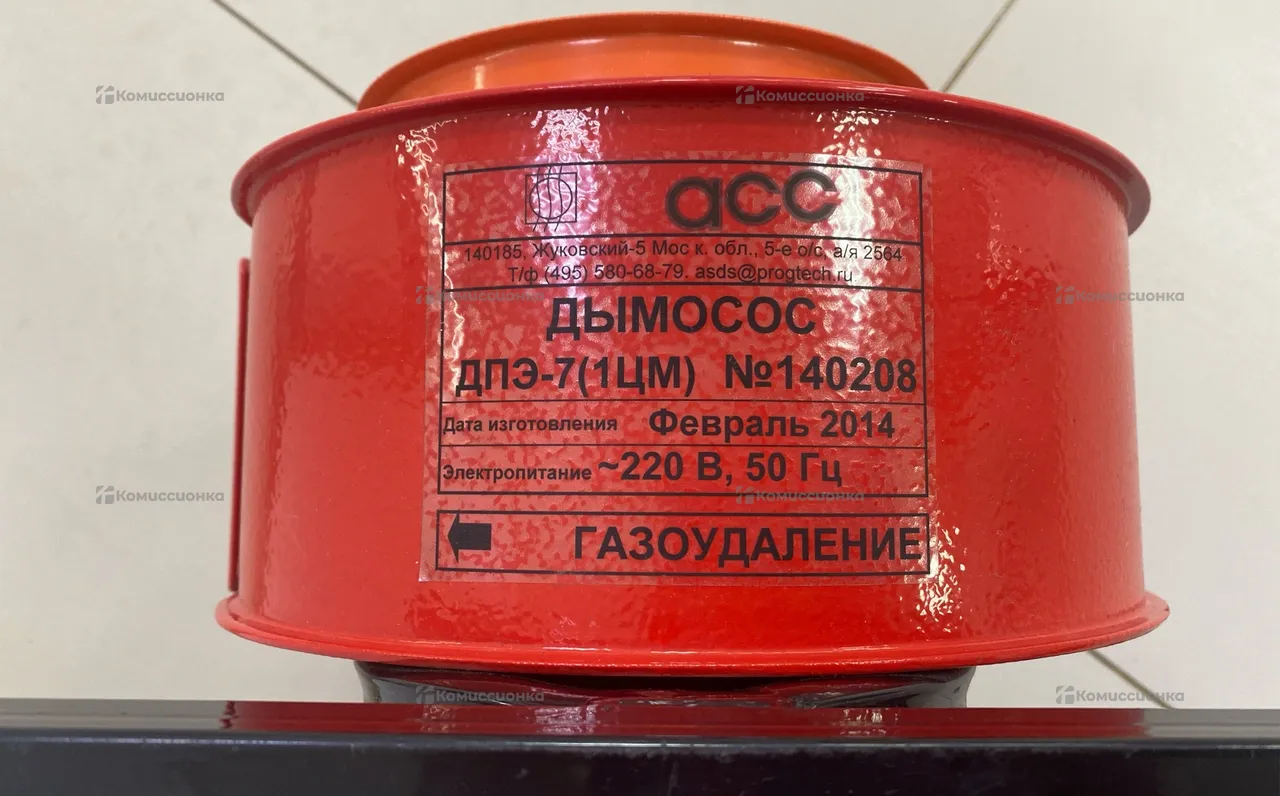 асс
140185, Жуковский-5 Мос к. обл., 5-е о/с, а/я 2564
Т/ф (495) 580-68-79. asds@progtech.ru
ДЫМОСОС
ДПЭ-7(1ЦМ) №140208
Дата изготовления Февраль 2014
Электропитание ~220 В, 50 Гц
ГАЗОУДАЛЕНИЕ
Комиссионка
Комиссионка
Комиссионка
Комиссионка
Комиссионка
Комиссионка
Комиссионка
Комиссионка